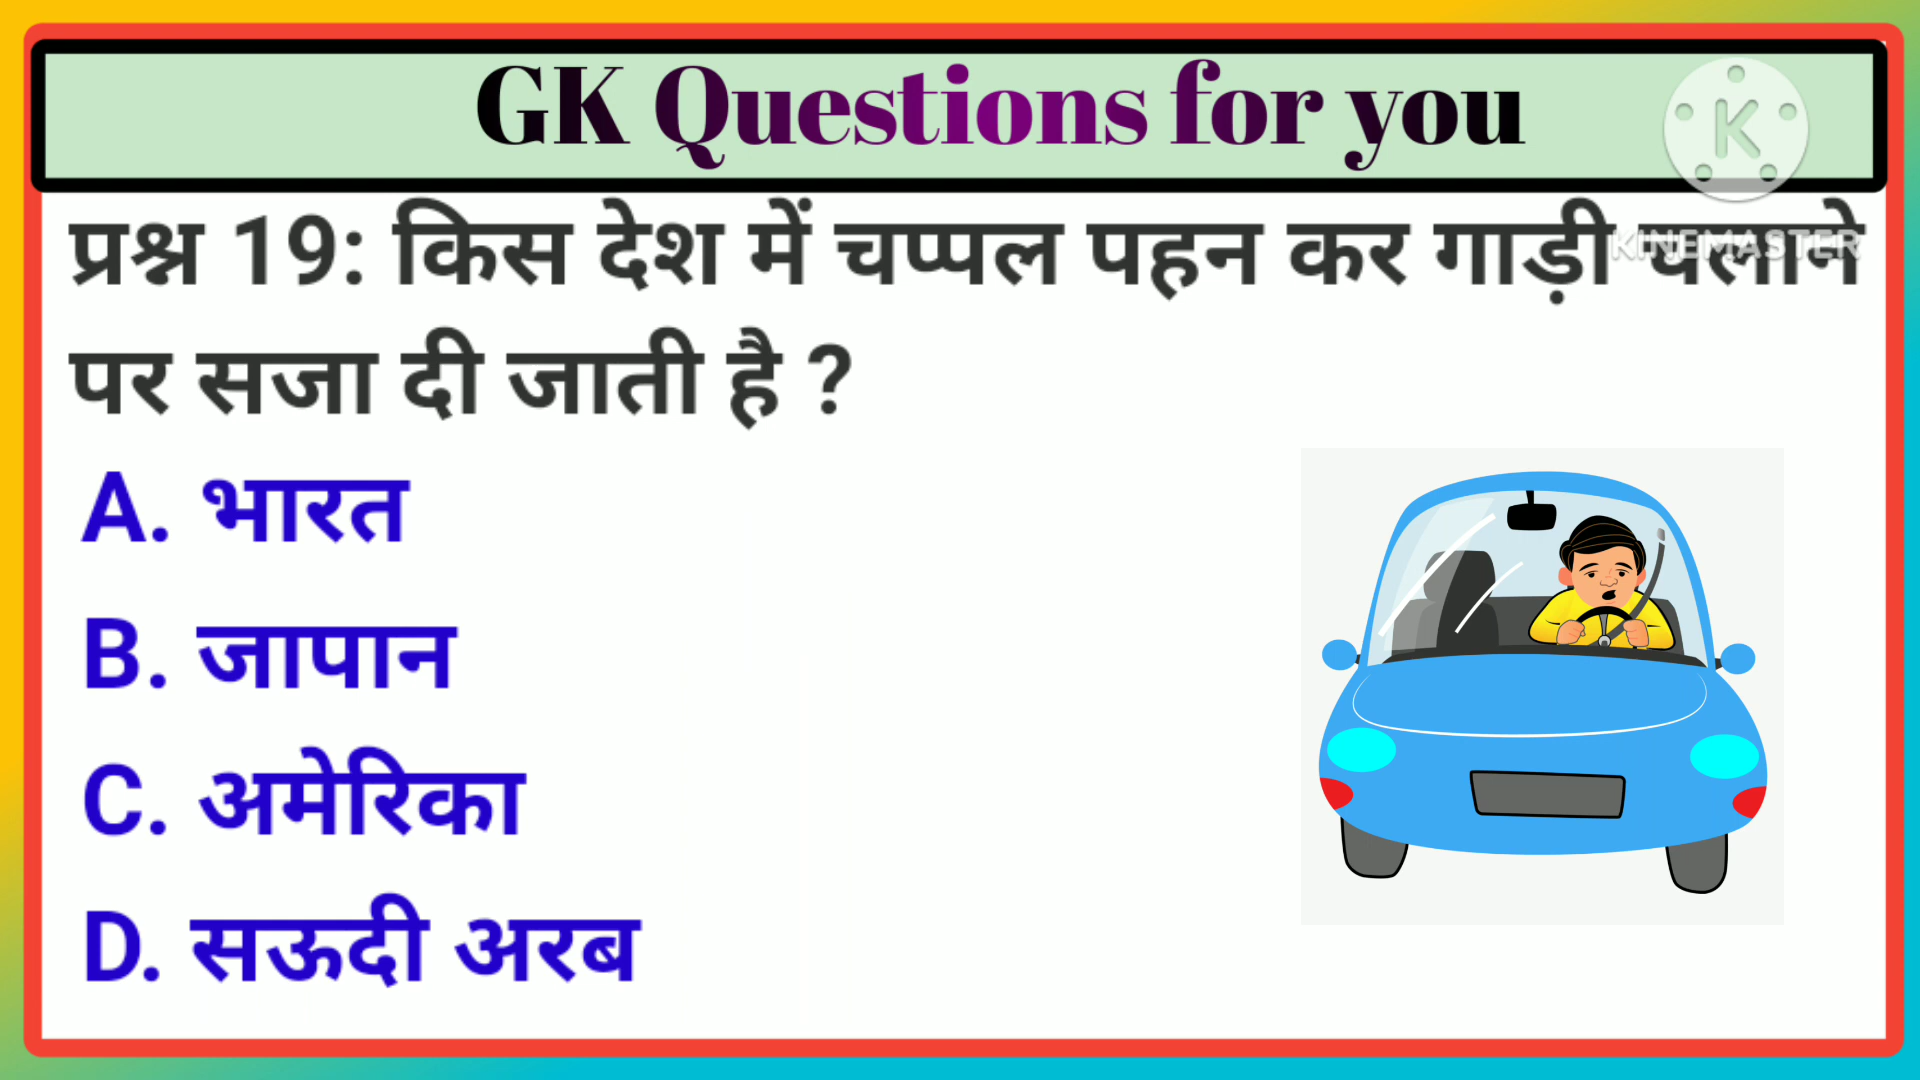 GK Questions for you
K
KINEMASTER
प्रश्न 19: किस देश में चप्पल पहन कर गाड़ी चलाने
पर सजा दी जाती है ?
A. भारत
B. जापान
C. अमेरिका
D. सऊदी अरब